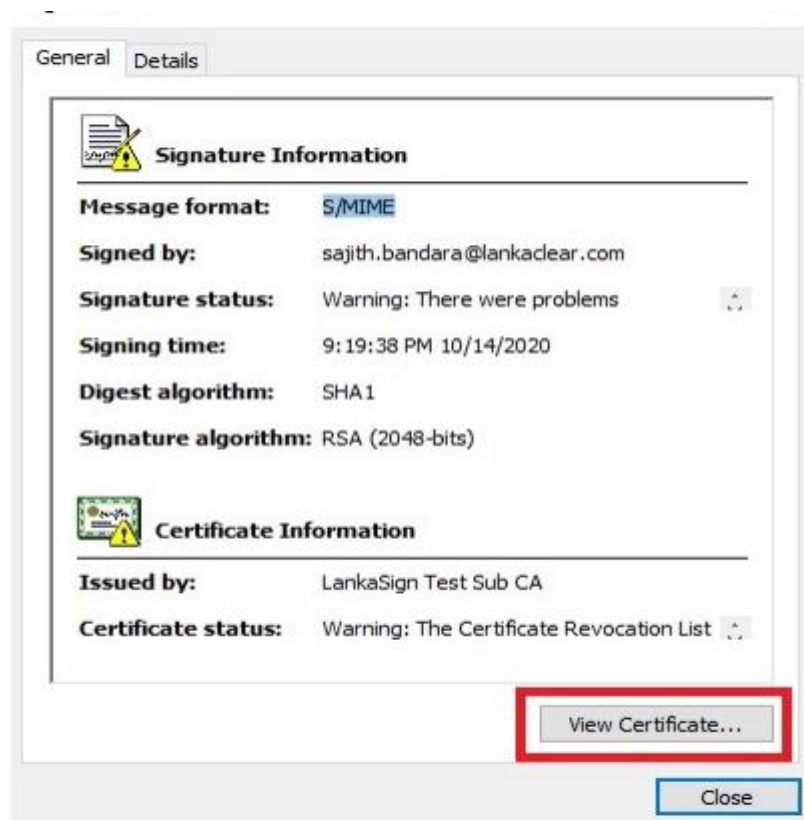 General Details
Signature Information
Message format: S/MIME
Signed by: sajith.bandara@lankaclear.com
Signature status: Warning: There were problems
Signing time: 9:19:38 PM 10/14/2020
Digest algorithm: SHA1
Signature algorithm: RSA (2048-bits)
Certificate Information
Issued by: LankaSign Test Sub CA
Certificate status: Warning: The Certificate Revocation List
View Certificate...
Close